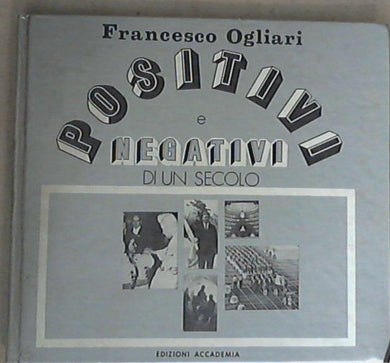 Francesco Ogliari
POSITIVI
e
NEGATIVI
DI UN SECOLO
EDIZIONI ACCADEMIA